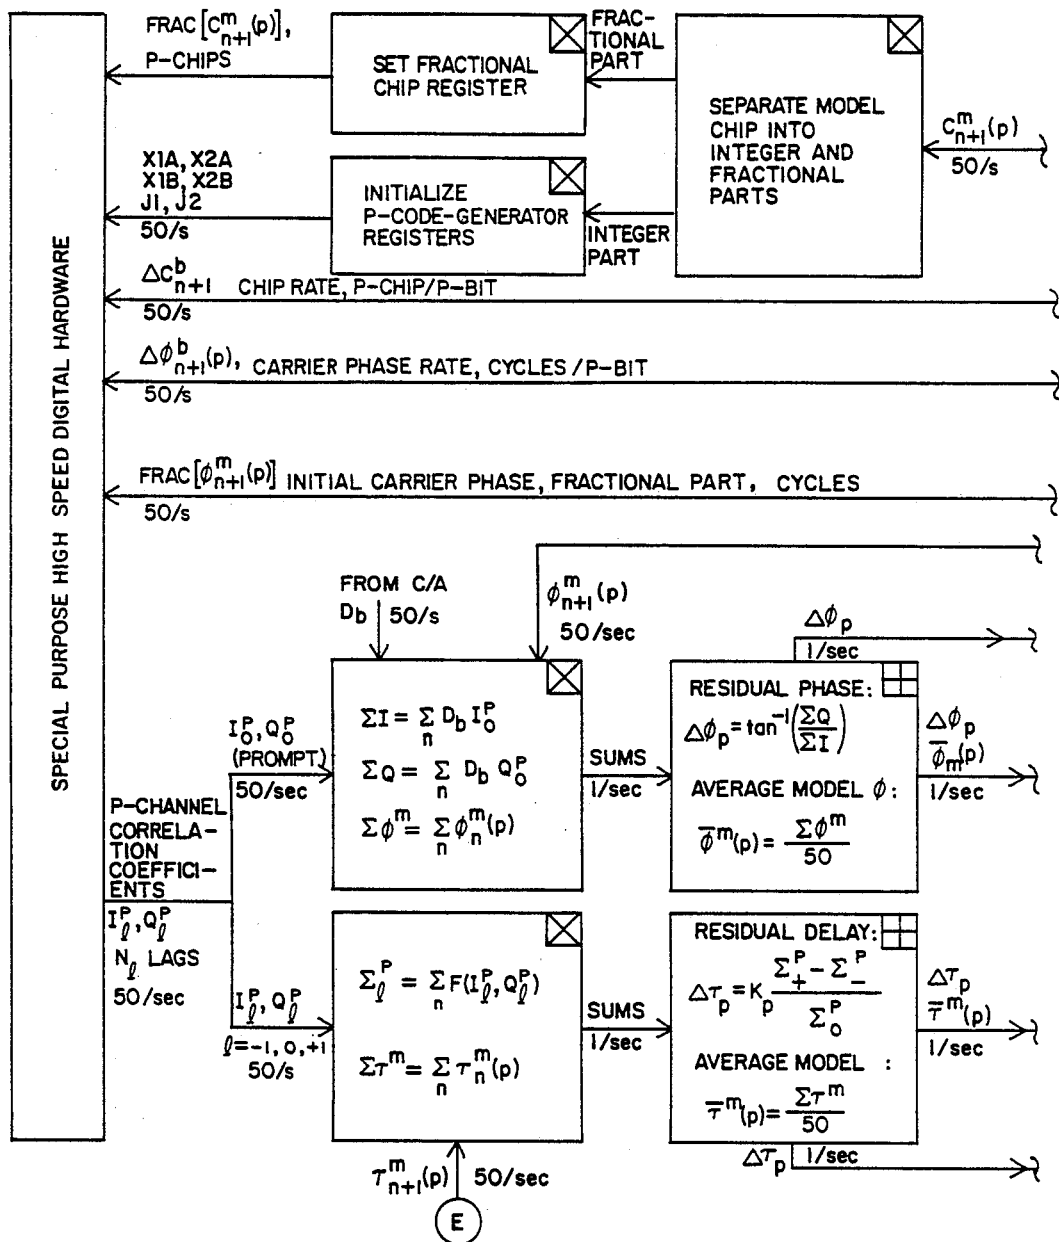 SPECIAL PURPOSE HIGH SPEED DIGITAL HARDWARE
FRAC[C^m_{n+1}(p)],
P-CHIPS
SET FRACTIONAL
CHIP REGISTER
FRAC-
TIONAL
PART
SEPARATE MODEL
CHIP INTO
INTEGER AND
FRACTIONAL
PARTS
C^m_{n+1}(p)
50/s
X1A, X2A
X1B, X2B
J1, J2
50/s
INITIALIZE
P-CODE-GENERATOR
REGISTERS
INTEGER
PART
ΔC^b_{n+1} CHIP RATE, P-CHIP/P-BIT
50/s
Δϕ^b_{n+1}(p), CARRIER PHASE RATE, CYCLES/P-BIT
50/s
FRAC[ϕ^m_{n+1}(p)] INITIAL CARRIER PHASE, FRACTIONAL PART, CYCLES
50/s
FROM C/A
D_b 50/s
ϕ^m_{n+1}(p)
50/sec
Δϕ_p
1/sec
I^P_0, Q^P_0
(PROMPT)
50/sec
ΣI = Σ_n D_b I^P_0
ΣQ = Σ_n D_b Q^P_0
Σϕ^m = Σ_n ϕ^m_n(p)
SUMS
1/sec
RESIDUAL PHASE:
Δϕ_p = tan^{-1}(ΣQ/ΣI)
AVERAGE MODEL ϕ:
ϕ̅^m(p) = Σϕ^m/50
Δϕ_p
ϕ̅_m(p)
1/sec
P-CHANNEL
CORRELA-
TION
COEFFICI-
ENTS
I^P_ℓ, Q^P_ℓ
N_ℓ LAGS
50/sec
I^P_ℓ, Q^P_ℓ
ℓ=-1, 0, +1
50/s
Σ^P_ℓ = Σ_n F(I^P_ℓ, Q^P_ℓ)
Στ^m = Σ_n τ^m_n(p)
SUMS
1/sec
RESIDUAL DELAY:
Δτ_p = K_p (Σ^P_+ - Σ^P_-)/Σ^P_0
AVERAGE MODEL :
τ̅^m(p) = Στ^m/50
Δτ_p
τ̅^m(p)
1/sec
Δτ_p 1/sec
τ^m_{n+1}(p) 50/sec
E